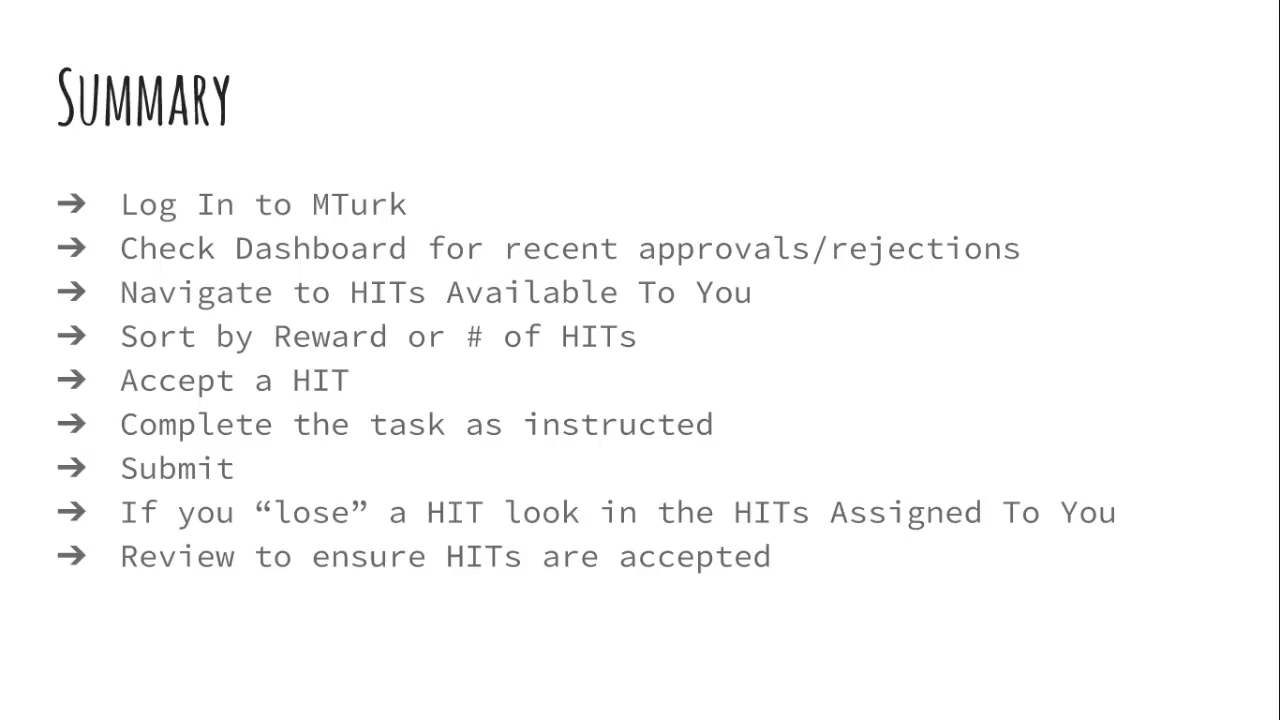 Summary
➔ Log In to MTurk
➔ Check Dashboard for recent approvals/rejections
➔ Navigate to HITs Available To You
➔ Sort by Reward or # of HITs
➔ Accept a HIT
➔ Complete the task as instructed
➔ Submit
➔ If you “lose” a HIT look in the HITs Assigned To You
➔ Review to ensure HITs are accepted